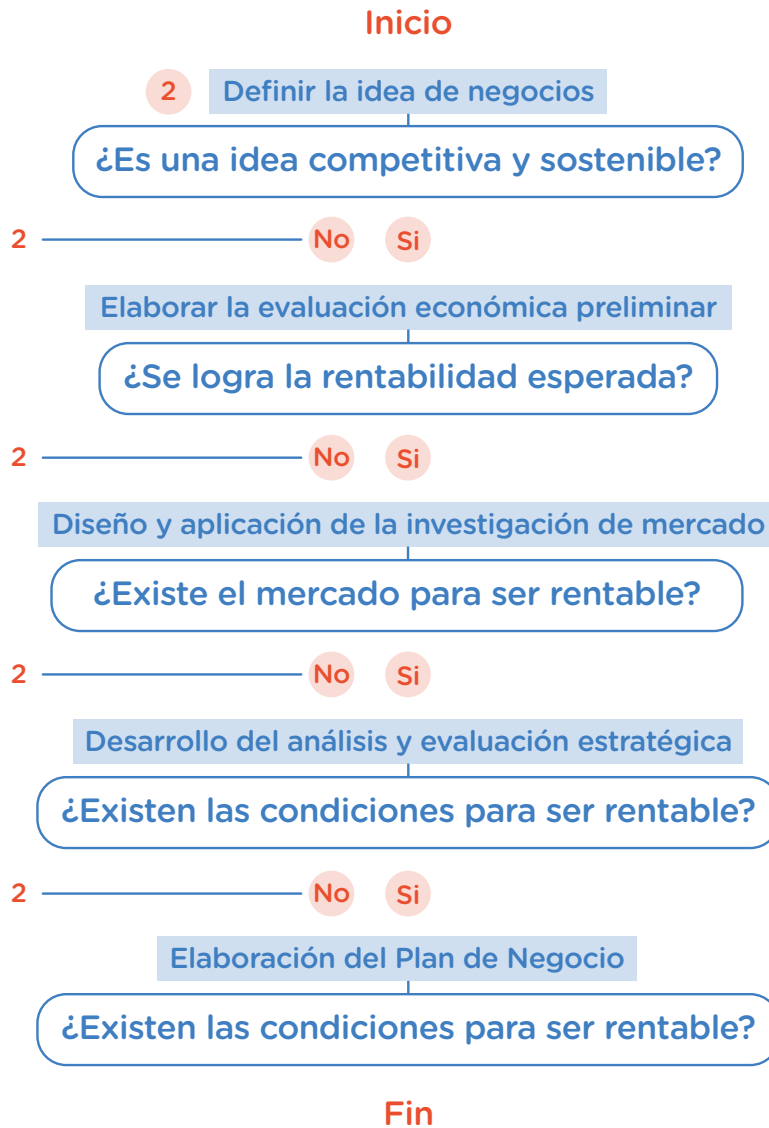 Inicio
2 Definir la idea de negocios
¿Es una idea competitiva y sostenible?
2 No Si
Elaborar la evaluación económica preliminar
¿Se logra la rentabilidad esperada?
2 No Si
Diseño y aplicación de la investigación de mercado
¿Existe el mercado para ser rentable?
2 No Si
Desarrollo del análisis y evaluación estratégica
¿Existen las condiciones para ser rentable?
2 No Si
Elaboración del Plan de Negocio
¿Existen las condiciones para ser rentable?
Fin